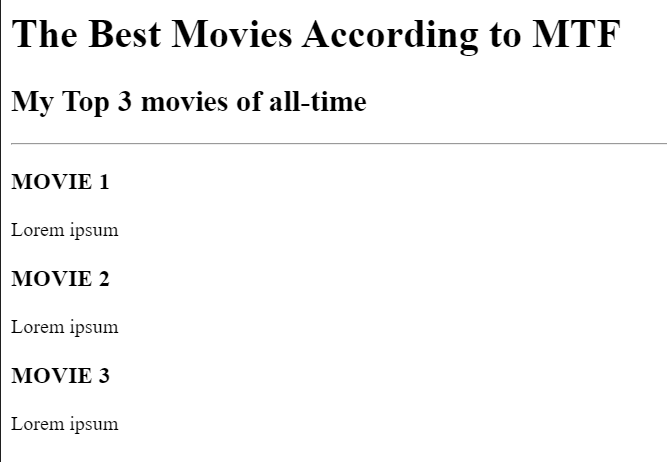 The Best Movies According to MTF
My Top 3 movies of all-time
MOVIE 1
Lorem ipsum
MOVIE 2
Lorem ipsum
MOVIE 3
Lorem ipsum